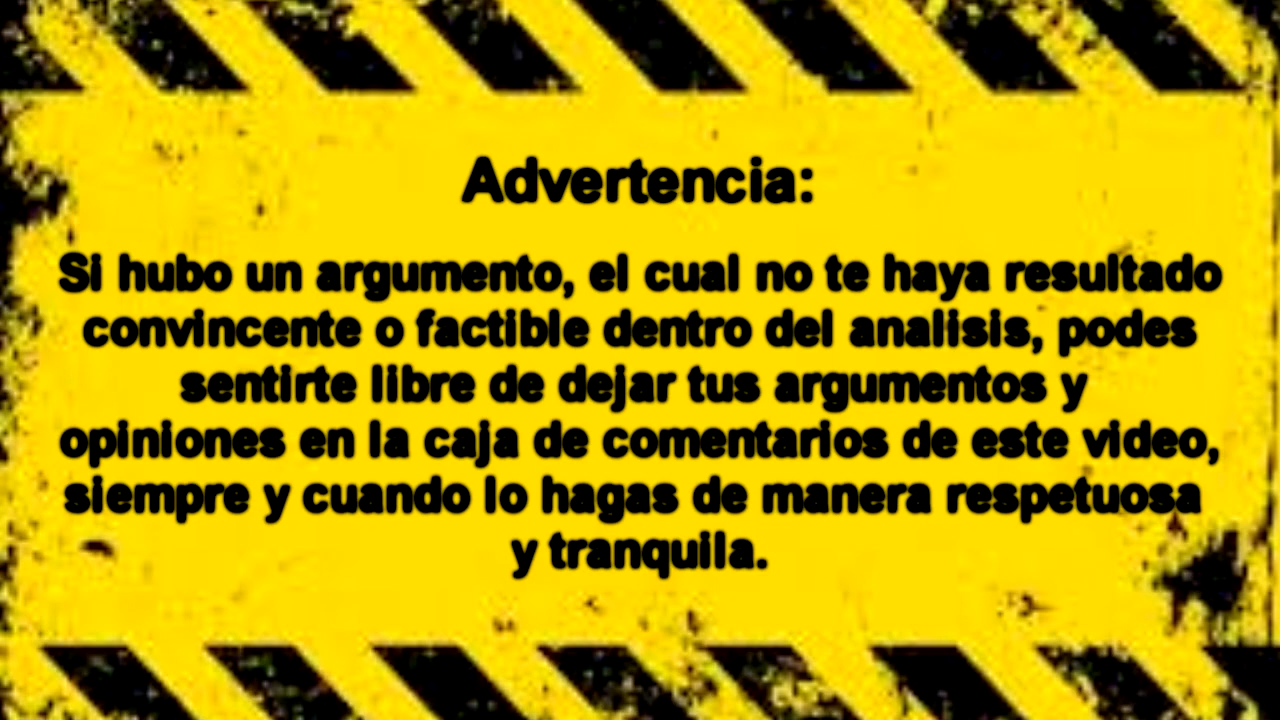 Advertencia:
Si hubo un argumento, el cual no te haya resultado
convincente o factible dentro del analisis, podes
sentirte libre de dejar tus argumentos y
opiniones en la caja de comentarios de este video,
siempre y cuando lo hagas de manera respetuosa
y tranquila.